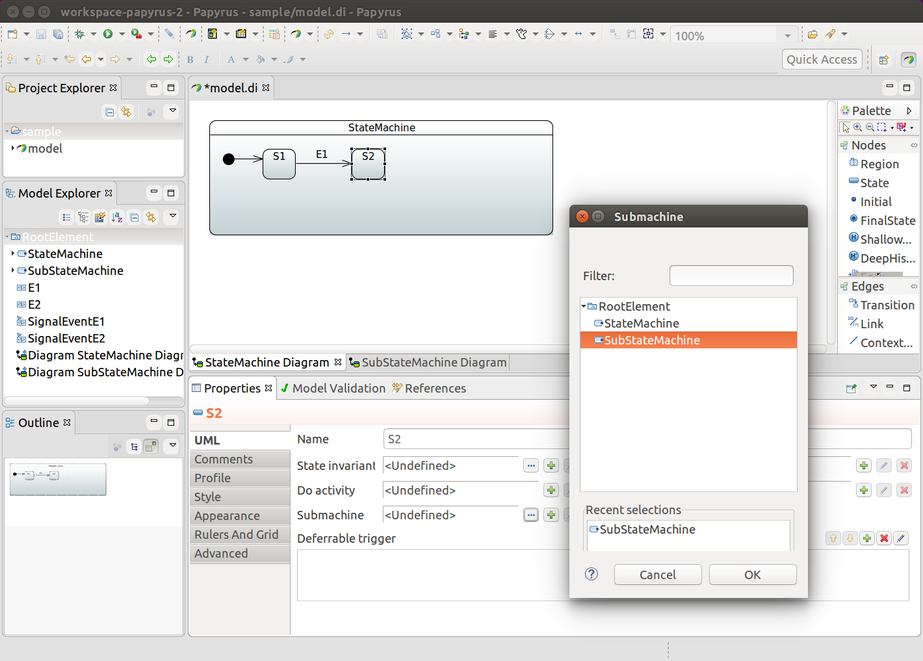 workspace-papyrus-2 - Papyrus - sample/model.di - Papyrus
100%
B I A
Quick Access
Project Explorer
sample
model
Model Explorer
RootElement
StateMachine
SubStateMachine
E1
E2
SignalEventE1
SignalEventE2
Diagram StateMachine Diagr
Diagram SubStateMachine D
Outline
*model.di
StateMachine
S1
E1
S2
Palette
Nodes
Region
State
Initial
FinalState
Shallow...
DeepHis...
Edges
Transition
Link
Context...
StateMachine Diagram
SubStateMachine Diagram
Properties
Model Validation
References
S2
UML
Comments
Profile
Style
Appearance
Rulers And Grid
Advanced
Name
S2
State invariant
<Undefined>
Do activity
<Undefined>
Submachine
<Undefined>
Deferrable trigger
Submachine
Filter:
RootElement
StateMachine
SubStateMachine
Recent selections
SubStateMachine
Cancel
OK